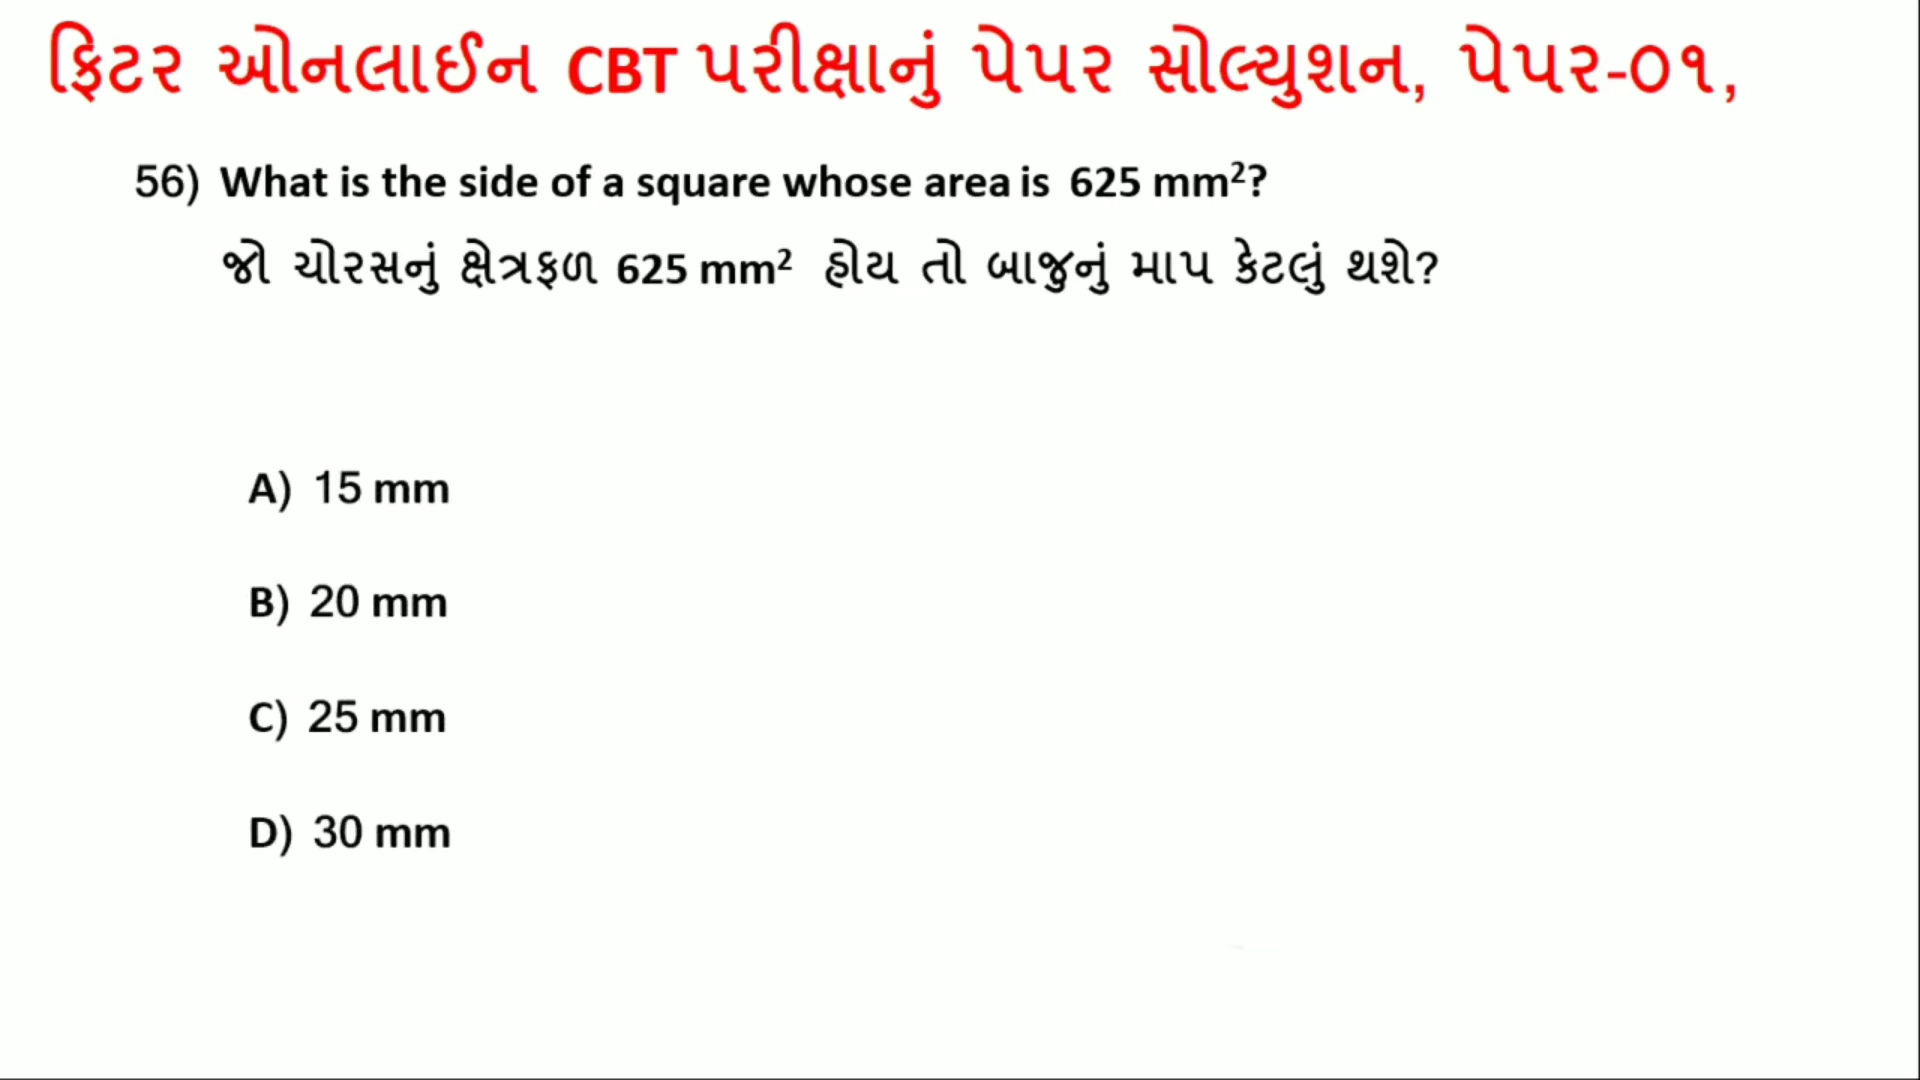 ફિટર ઓનલાઈન CBT પરીક્ષાનું પેપર સોલ્યુશન, પેપર-૦૧,
56) What is the side of a square whose area is 625 mm²?
જો ચોરસનું ક્ષેત્રફળ 625 mm² હોય તો બાજુનું માપ કેટલું થશે?
A) 15 mm
B) 20 mm
C) 25 mm
D) 30 mm